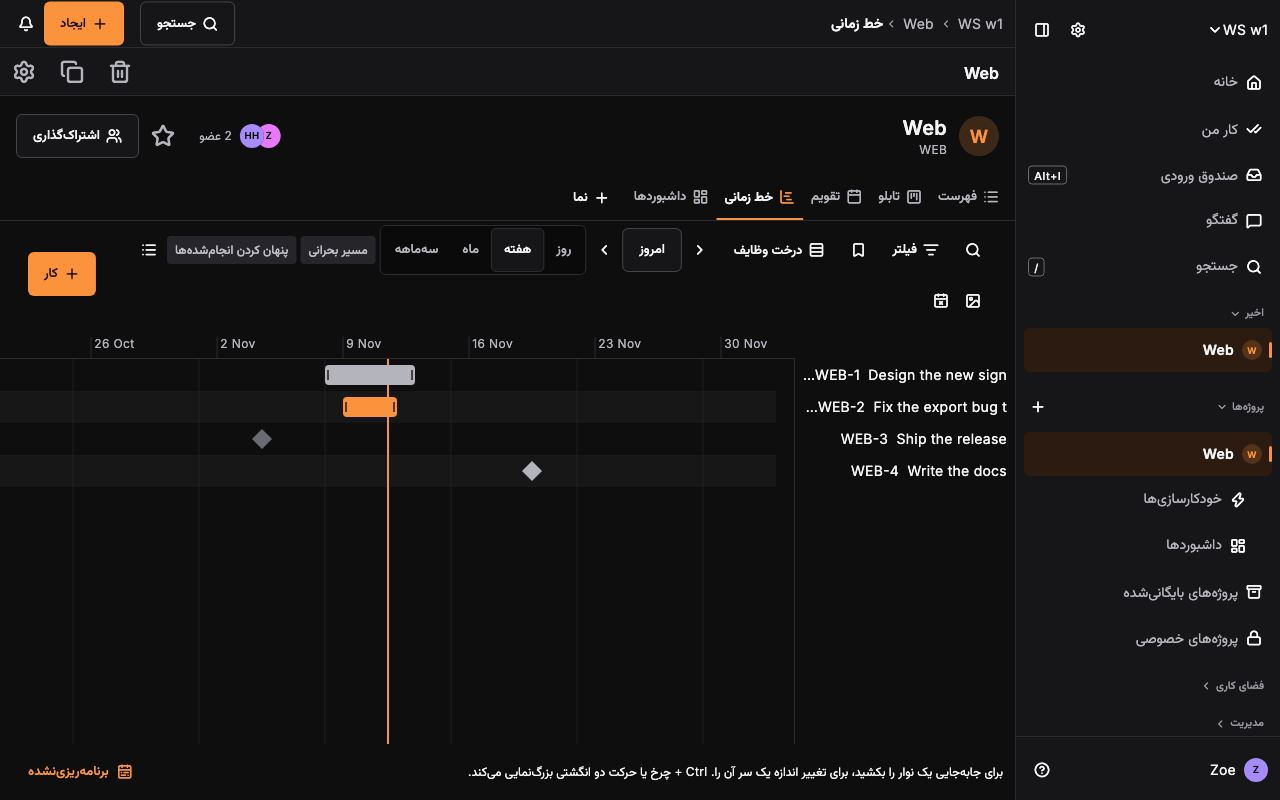 WS w1
خانه
کار من
صندوق ورودی Alt+I
گفتگو
جستجو /
اخیر
W Web
پروژه‌ها
W Web
خودکارسازی‌ها
داشبوردها
پروژه‌های بایگانی‌شده
پروژه‌های خصوصی
فضای کاری
مدیریت
Z Zoe
WS w1 › Web › خط زمانی
جستجو
ایجاد
Web
W Web
WEB
HH Z 2 عضو
اشتراک‌گذاری
فهرست تابلو تقویم خط زمانی داشبوردها نما
فیلتر درخت وظایف امروز روز هفته ماه سه‌ماهه مسیر بحرانی پنهان کردن انجام‌شده‌ها
کار
26 Oct 2 Nov 9 Nov 16 Nov 23 Nov 30 Nov
WEB-1 Design the new sign...
WEB-2 Fix the export bug t...
WEB-3 Ship the release
WEB-4 Write the docs
برای جابه‌جایی یک نوار را بکشید، برای تغییر اندازه یک سر آن را. Ctrl + چرخ یا حرکت دو انگشتی بزرگ‌نمایی می‌کند.
برنامه‌ریزی‌نشده